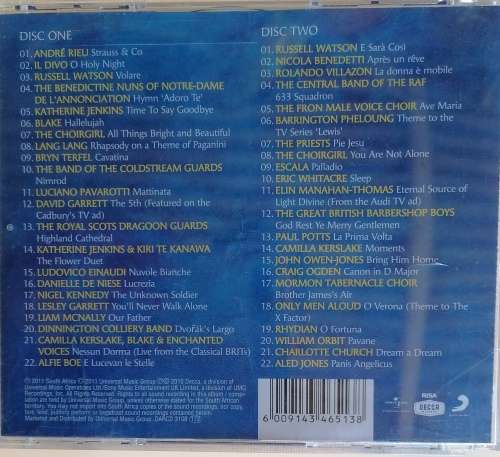 DISC ONE
01. ANDRÉ RIEU Strauss & Co
02. IL DIVO O Holy Night
03. RUSSELL WATSON Volare
04. THE BENEDICTINE NUNS OF NOTRE-DAME
DE L'ANNONCIATION Hymn 'Adoro Te'
05. KATHERINE JENKINS Time To Say Goodbye
06. BLAKE Hallelujah
07. THE CHOIRGIRL All Things Bright and Beautiful
08. LANG LANG Rhapsody on a Theme of Paganini
09. BRYN TERFEL Cavatina
10. THE BAND OF THE COLDSTREAM GUARDS
Nimrod
11. LUCIANO PAVAROTTI Mattinata
12. DAVID GARRETT The 5th (Featured on the
Cadbury's TV ad)
13. THE ROYAL SCOTS DRAGOON GUARDS
Highland Cathedral
14. KATHERINE JENKINS & KIRI TE KANAWA
The Flower Duet
15. LUDOVICO EINAUDI Nuvole Bianche
16. DANIELLE DE NIESE Lucrezia
17. NIGEL KENNEDY The Unknown Soldier
18. LESLEY GARRETT You'll Never Walk Alone
19. LIAM MCNALLY Our Father
20. DINNINGTON COLLIERY BAND Dvořák's Largo
21. CAMILLA KERSLAKE, BLAKE & ENCHANTED
VOICES Nessun Dorma (Live from the Classical BRITs)
22. ALFIE BOE E Lucevan le Stelle
DISC TWO
01. RUSSELL WATSON E Sarà Così
02. NICOLA BENEDETTI Après un rêve
03. ROLANDO VILLAZON La donna è mobile
04. THE CENTRAL BAND OF THE RAF
633 Squadron
05. THE FRON MALE VOICE CHOIR Ave Maria
06. BARRINGTON PHELOUNG Theme to the
TV Series 'Lewis'
07. THE PRIESTS Pie Jesu
08. THE CHOIRGIRL You Are Not Alone
09. ESCALA Palladio
10. ERIC WHITACRE Sleep
11. ELIN MANAHAN-THOMAS Eternal Source of
Light Divine (From the Audi TV ad)
12. THE GREAT BRITISH BARBERSHOP BOYS
God Rest Ye Merry Gentlemen
13. PAUL POTTS La Prima Volta
14. CAMILLA KERSLAKE Moments
15. JOHN OWEN-JONES Bring Him Home
16. CRAIG OGDEN Canon in D Major
17. MORMON TABERNACLE CHOIR
Brother James's Air
18. ONLY MEN ALOUD O Verona (Theme to The
X Factor)
19. RHYDIAN O Fortuna
20. WILLIAM ORBIT Pavane
21. CHARLOTTE CHURCH Dream a Dream
22. ALED JONES Panis Angelicus
Marketed and Distributed by Universal Music. DARCD 3108
6 009143 465138
RISA
DECCA